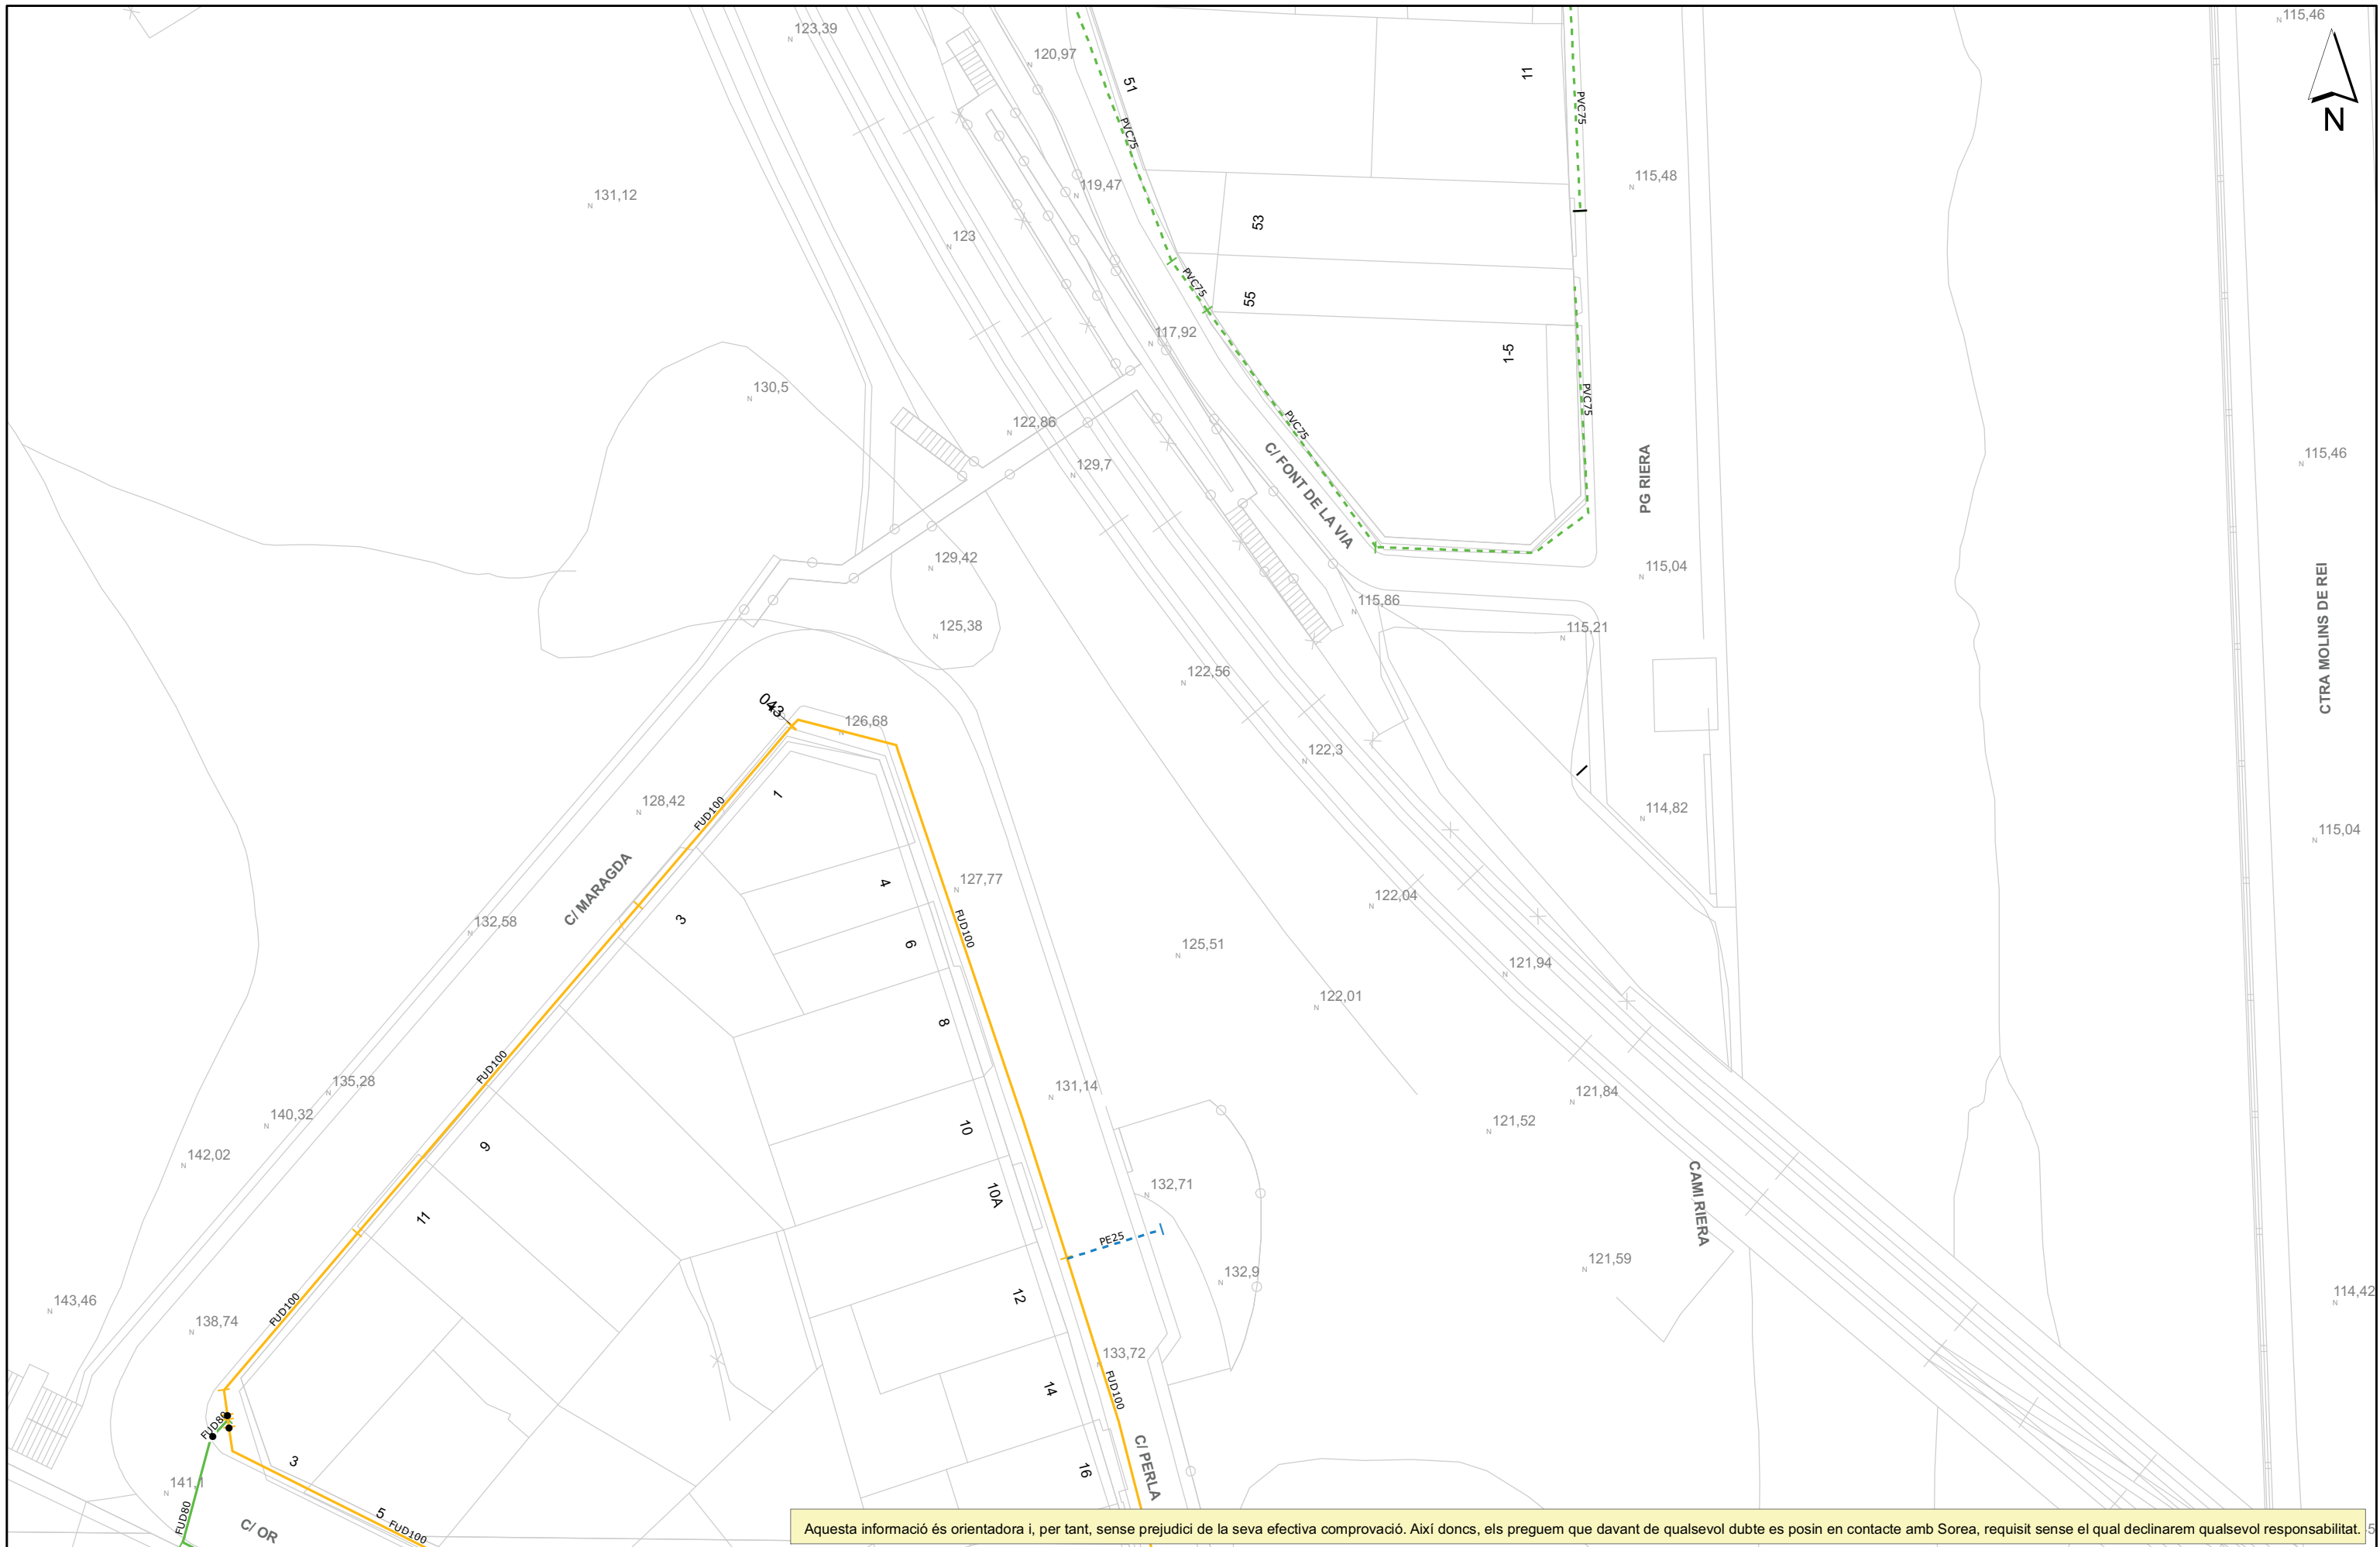 115,46
123,39
120,97
N
51
11
PVC75
PVC75
131,12
119,47
115,48
123
53
PVC75
55
117,92
1-5
130,5
PVC75
122,86
PVC75
C/ FONT DE LA VIA
PG RIERA
115,46
129,7
129,42
115,04
CTRA MOLINS DE REI
115,86
125,38
115,21
122,56
043
126,68
122,3
1
128,42
FUD100
114,82
115,04
C/ MARAGDA
4
127,77
122,04
3
132,58
FUD100
6
125,51
121,94
8
122,01
FUD100
135,28
131,14
121,84
140,32
10
121,52
9
142,02
10A
132,71
CAMI RIERA
11
PE25
121,59
132,9
12
143,46
FUD100
138,74
114,42
133,72
14
FUD100
FUD80
3
C/ PERLA
16
141,1
FUD80
C/ OR
5
FUD100
Aquesta informació és orientadora i, per tant, sense prejudici de la seva efectiva comprovació. Així doncs, els preguem que davant de qualsevol dubte es posin en contacte amb Sorea, requisit sense el qual declinarem qualsevol responsabilitat.